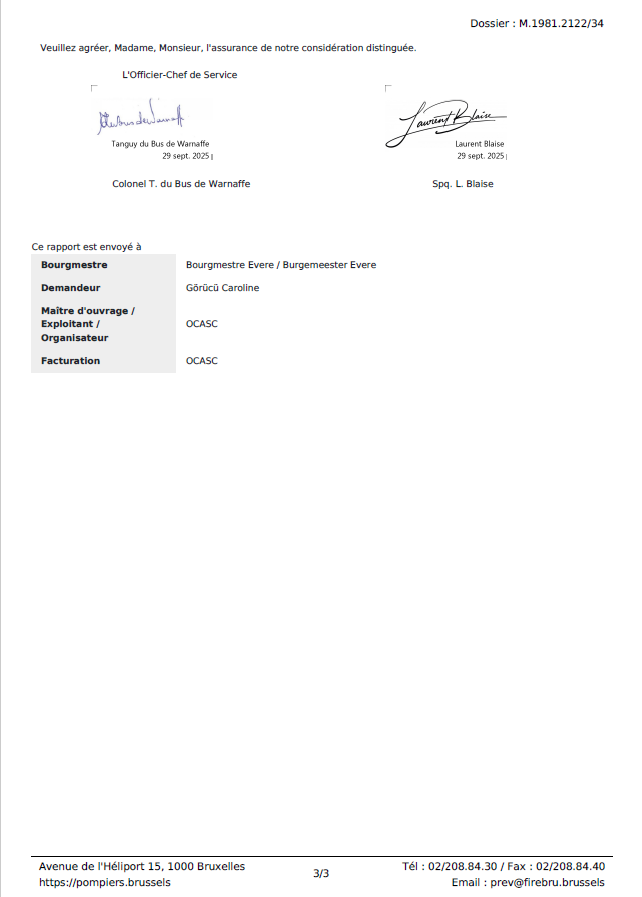 Dossier : M.1981.2122/34
Veuillez agréer, Madame, Monsieur, l'assurance de notre considération distinguée.
L'Officier-Chef de Service
Tanguy du Bus de Warnaffe
29 sept. 2025
Colonel T. du Bus de Warnaffe
Laurent Blaise
Laurent Blaise
29 sept. 2025
Spq. L. Blaise
Ce rapport est envoyé à
Bourgmestre Bourgmestre Evere / Burgemeester Evere
Demandeur Görücü Caroline
Maître d'ouvrage /
Exploitant / OCASC
Organisateur
Facturation OCASC
Avenue de l'Héliport 15, 1000 Bruxelles
https://pompiers.brussels
3/3
Tél : 02/208.84.30 / Fax : 02/208.84.40
Email : prev@firebru.brussels